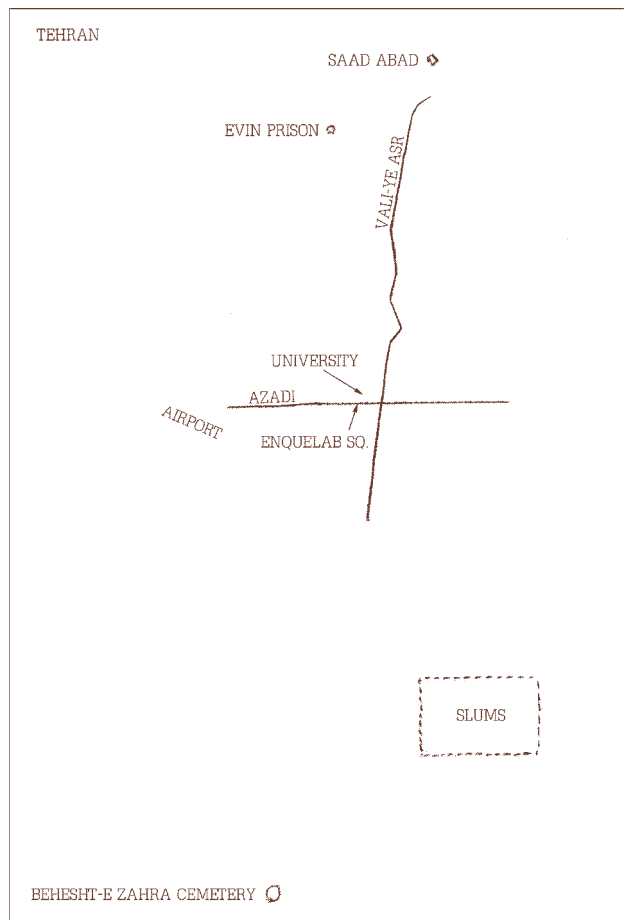 TEHRAN
SAAD ABAD
EVIN PRISON
VALI-YE ASR
UNIVERSITY
AZADI
AIRPORT
ENQUELAB SQ.
SLUMS
BEHESHT-E ZAHRA CEMETERY